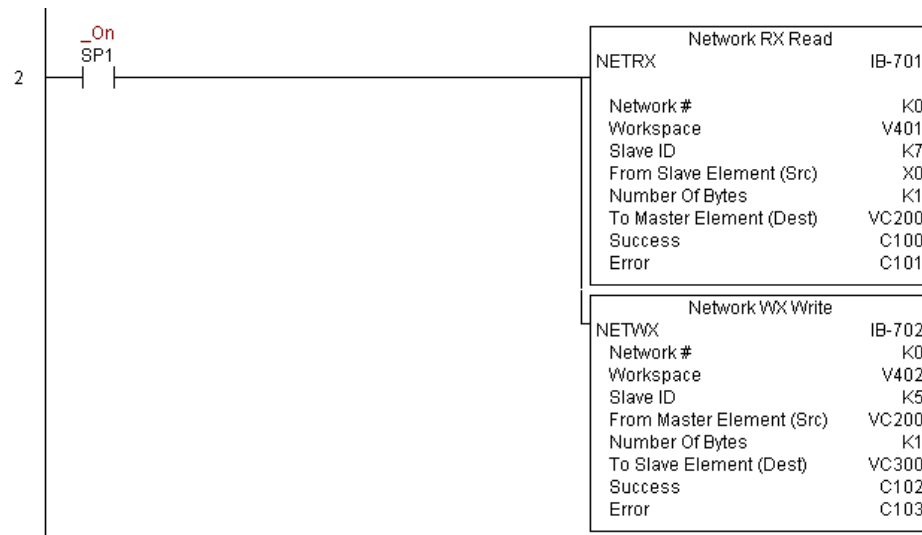 _On
SP1
2
Network RX Read
NETRX IB-701
Network # K0
Workspace V401
Slave ID K7
From Slave Element (Src) X0
Number Of Bytes K1
To Master Element (Dest) VC200
Success C100
Error C101
Network WX Write
NETWX IB-702
Network # K0
Workspace V402
Slave ID K5
From Master Element (Src) VC200
Number Of Bytes K1
To Slave Element (Dest) VC300
Success C102
Error C103